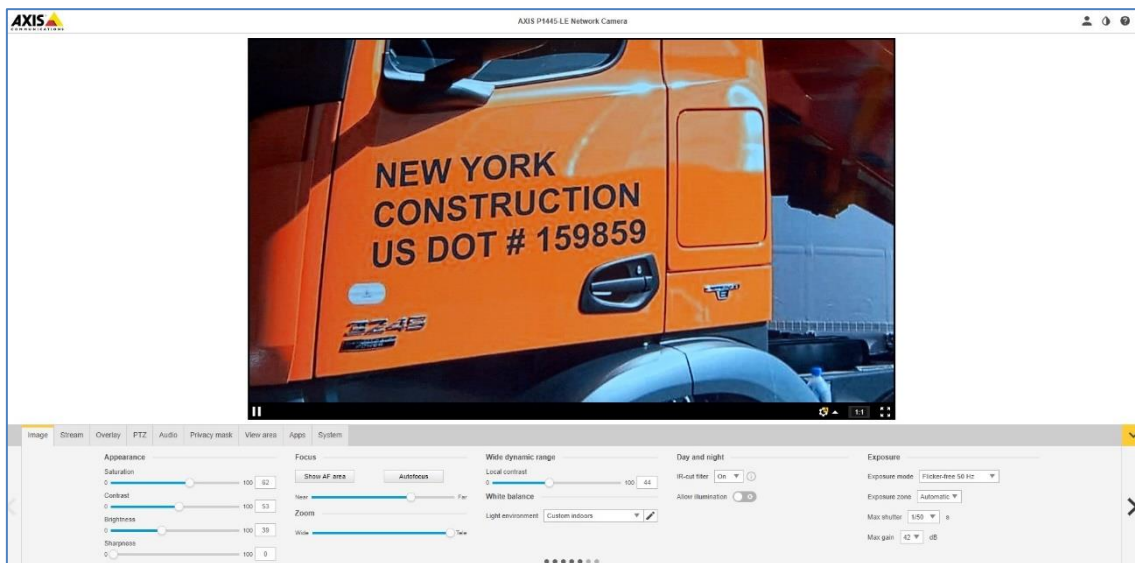 AXIS
COMMUNICATIONS
AXIS P1445-LE Network Camera
NEW YORK
CONSTRUCTION
US DOT # 159859
3245
1:1
Image Stream Overlay PTZ Audio Privacy mask View area Apps System
Appearance
Saturation
0 100 62
Contrast
0 100 53
Brightness
0 100 39
Sharpness
0 100 0
Focus
Show AF area Autofocus
Near Far
Zoom
Wide Tele
Wide dynamic range
Local contrast
0 100 44
White balance
Light environment Custom indoors
Day and night
IR-cut filter On
Allow illumination
Exposure
Exposure mode Flicker-free 50 Hz
Exposure zone Automatic
Max shutter 1/50 s
Max gain 42 dB